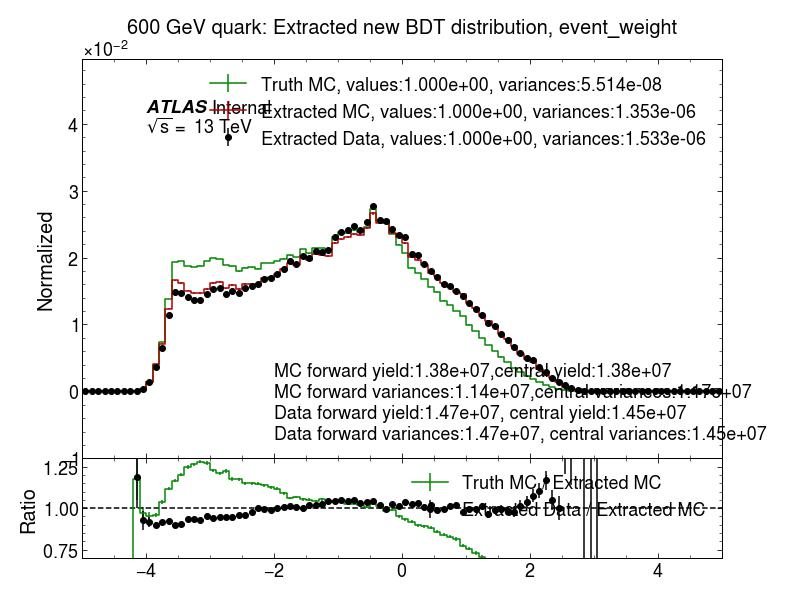 600 GeV quark: Extracted new BDT distribution, event_weight
×10⁻²
Truth MC, values:1.000e+00, variances:5.514e-08
ATLAS Internal
Extracted MC, values:1.000e+00, variances:1.353e-06
√s = 13 TeV
Extracted Data, values:1.000e+00, variances:1.533e-06
4
3
2
1
0
Normalized
MC forward yield:1.38e+07,central yield:1.38e+07
MC forward variances:1.14e+07,central variances:1.17e+07
Data forward yield:1.47e+07, central yield:1.45e+07
Data forward variances:1.47e+07, central variances:1.45e+07
1
1.25
1.00
0.75
Ratio
Truth MC / Extracted MC
Extracted Data / Extracted MC
−4 −2 0 2 4